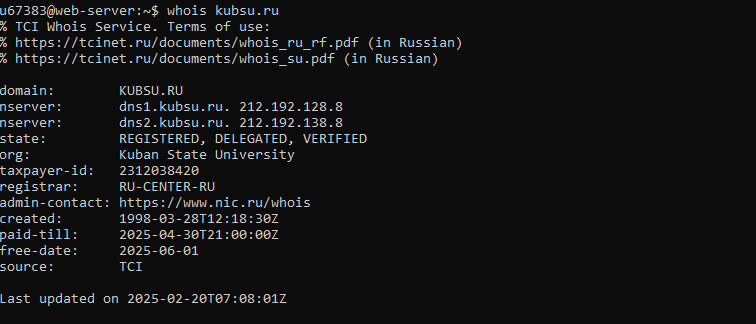 u67383@web-server:~$ whois kubsu.ru
% TCI Whois Service. Terms of use:
% https://tcinet.ru/documents/whois_ru_rf.pdf (in Russian)
% https://tcinet.ru/documents/whois_su.pdf (in Russian)

domain:        KUBSU.RU
nserver:       dns1.kubsu.ru. 212.192.128.8
nserver:       dns2.kubsu.ru. 212.192.138.8
state:         REGISTERED, DELEGATED, VERIFIED
org:           Kuban State University
taxpayer-id:   2312038420
registrar:     RU-CENTER-RU
admin-contact: https://www.nic.ru/whois
created:       1998-03-28T12:18:30Z
paid-till:     2025-04-30T21:00:00Z
free-date:     2025-06-01
source:        TCI

Last updated on 2025-02-20T07:08:01Z